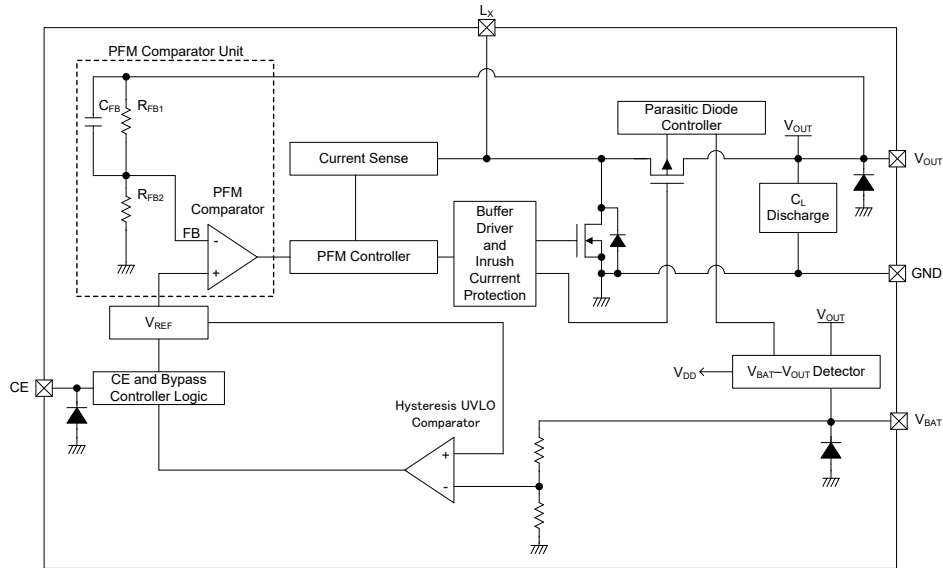 LX
PFM Comparator Unit
CFB
RFB1
RFB2
PFM
Comparator
FB
-
+
Current Sense
PFM Controller
Buffer
Driver
and
Inrush
Currrent
Protection
Parasitic Diode
Controller
VOUT
VOUT
CL
Discharge
GND
VREF
CE
CE and Bypass
Controller Logic
Hysteresis UVLO
Comparator
+
-
VOUT
VDD
VBAT–VOUT Detector
VBAT